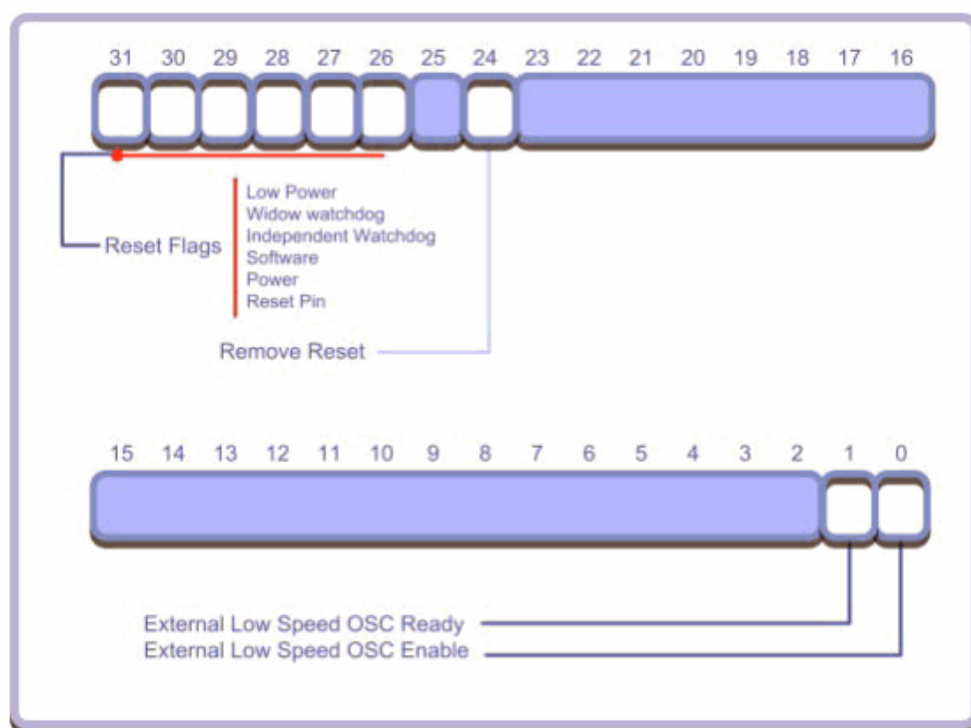 31 30 29 28 27 26 25 24 23 22 21 20 19 18 17 16
Low Power
Widow watchdog
Independent Watchdog
Reset Flags
Software
Power
Reset Pin
Remove Reset
15 14 13 12 11 10 9 8 7 6 5 4 3 2 1 0
External Low Speed OSC Ready
External Low Speed OSC Enable